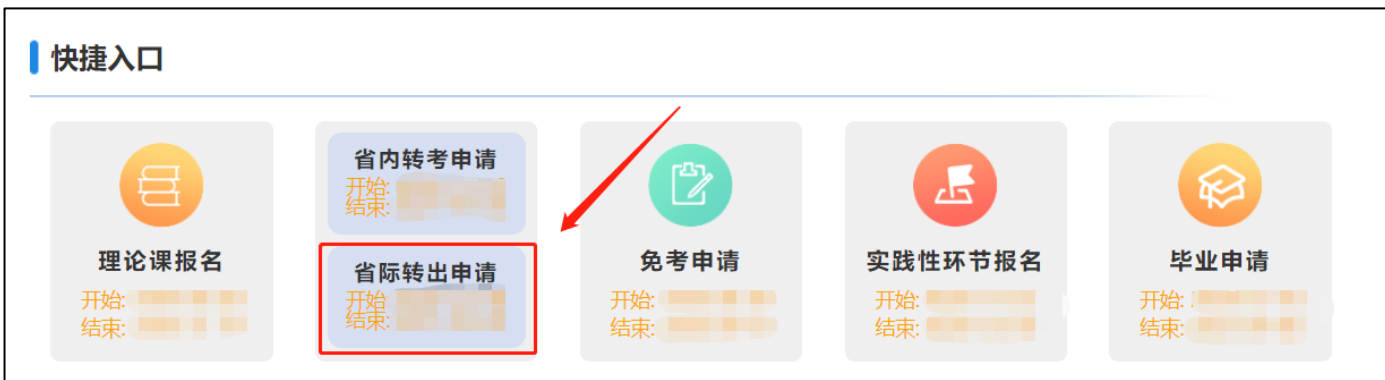 快捷入口
理论课报名
开始:
结束:
省内转考申请
开始:
结束:
省际转出申请
开始
结束:
免考申请
开始:
结束:
实践性环节报名
开始:
结束:
毕业申请
开始:
结束: